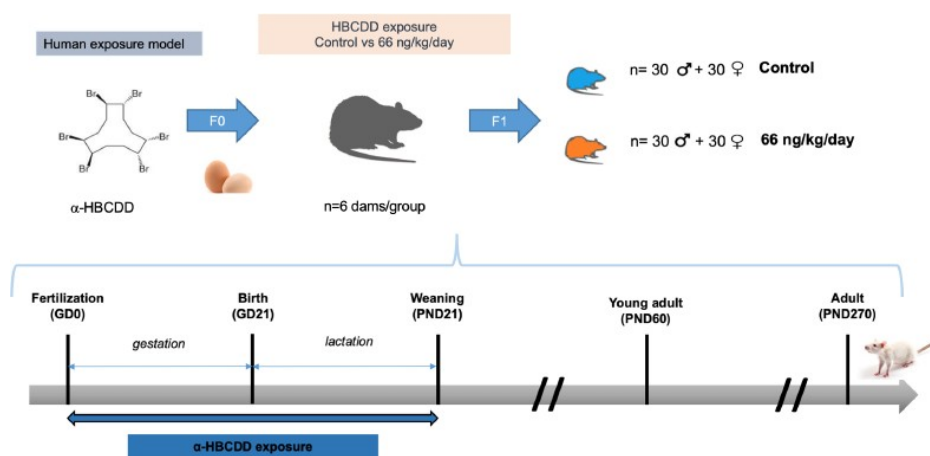 Human exposure model
HBCDD exposure
Control vs 66 ng/kg/day
Br
Br
Br
Br
Br
Br
α-HBCDD
F0
n=6 dams/group
F1
n= 30 ♂ + 30 ♀ Control
n= 30 ♂ + 30 ♀ 66 ng/kg/day
Fertilization
(GD0)
Birth
(GD21)
Weaning
(PND21)
Young adult
(PND60)
Adult
(PND270)
gestation
lactation
α-HBCDD exposure